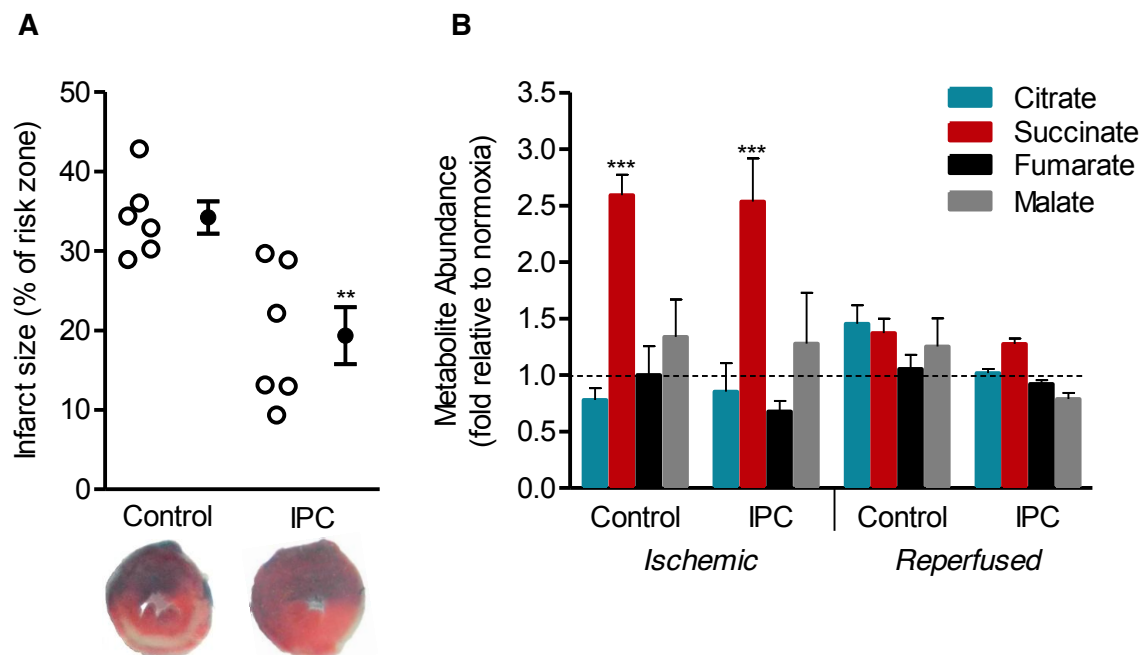 A
Infarct size (% of risk zone)
50
40
30
20
10
0
**
Control
IPC
B
Metabolite Abundance
(fold relative to normoxia)
3.5
3.0
2.5
2.0
1.5
1.0
0.5
0.0
***
***
Citrate
Succinate
Fumarate
Malate
Control
IPC
Control
IPC
Ischemic
Reperfused